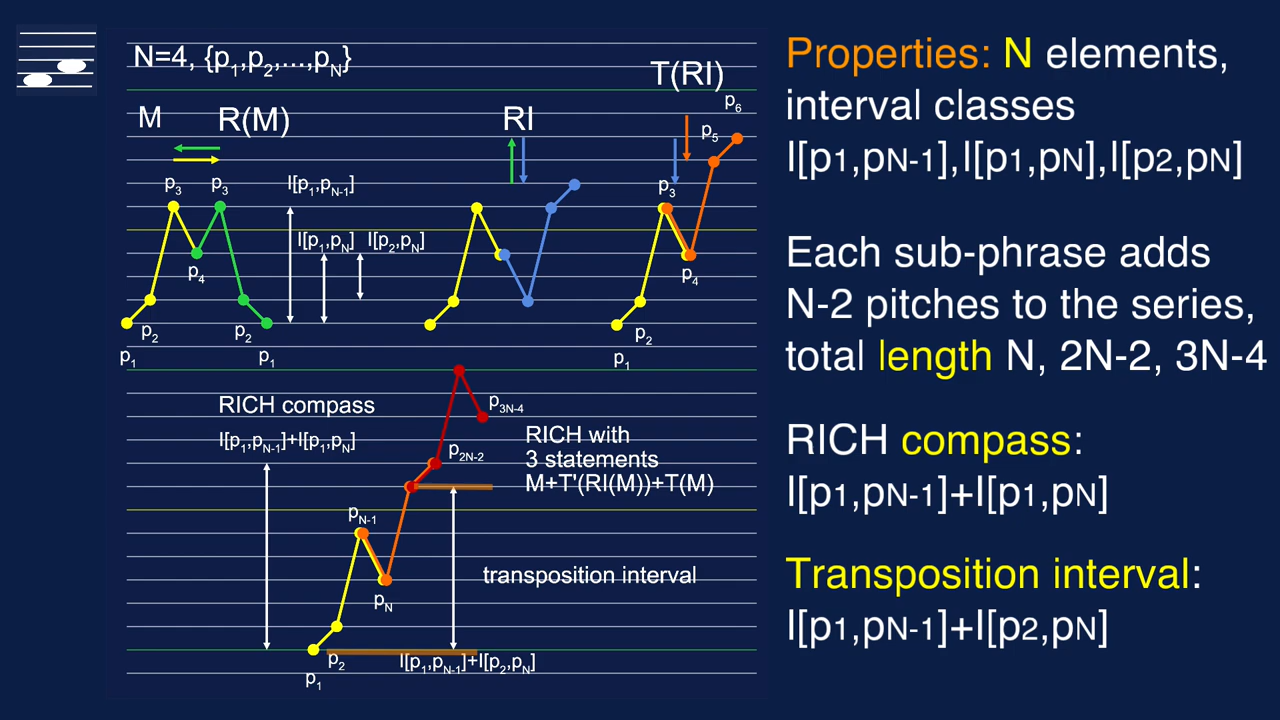 N=4, {p1,p2,...,pN}
M
R(M)
RI
T(RI)
p6
p5
p3
p3
p3
I[p1,pN-1]
I[p1,pN]
I[p2,pN]
p4
p4
p2
p2
p2
p1
p1
p1
RICH compass
I[p1,pN-1]+I[p1,pN]
p3N-4
p2N-2
RICH with
3 statements
M+T'(RI(M))+T(M)
pN-1
pN
transposition interval
p2
p1
I[p1,pN-1]+I[p2,pN]
Properties: N elements,
interval classes
I[p1,pN-1],I[p1,pN],I[p2,pN]
Each sub-phrase adds
N-2 pitches to the series,
total length N, 2N-2, 3N-4
RICH compass:
I[p1,pN-1]+I[p1,pN]
Transposition interval:
I[p1,pN-1]+I[p2,pN]